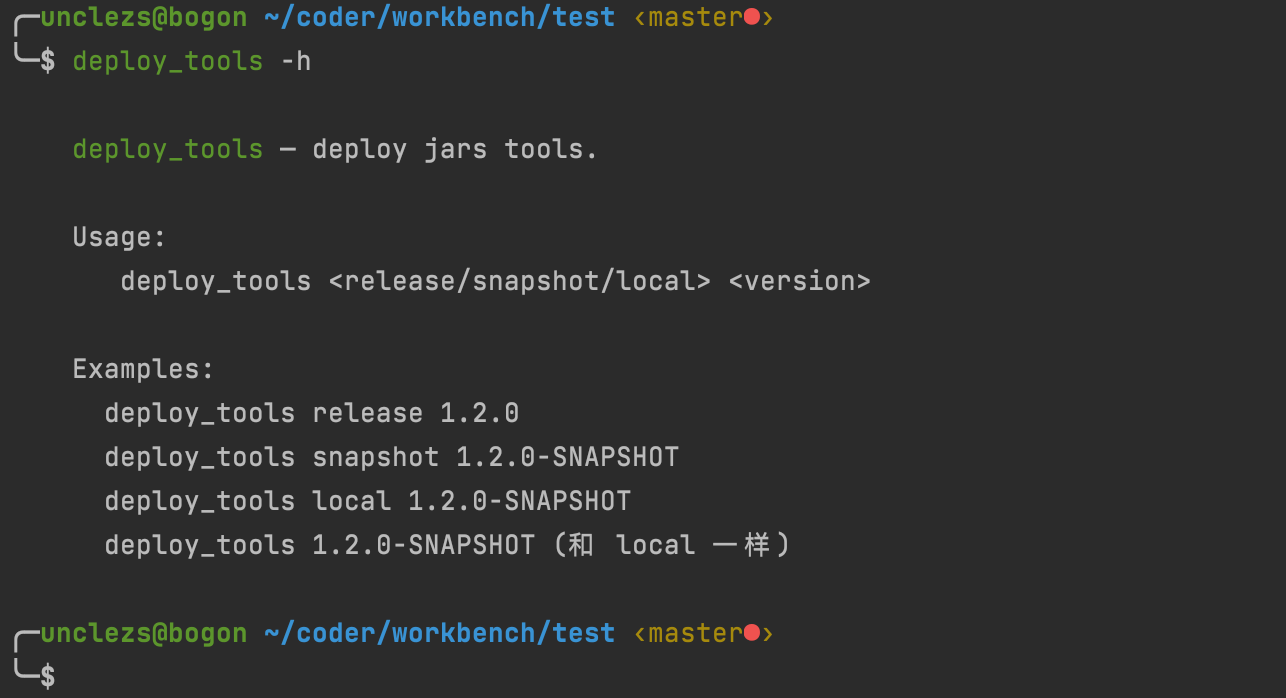 ╭─unclezs@bogon ~/coder/workbench/test ‹master●›
╰─$ deploy_tools -h
deploy_tools — deploy jars tools.
Usage:
deploy_tools <release/snapshot/local> <version>
Examples:
deploy_tools release 1.2.0
deploy_tools snapshot 1.2.0-SNAPSHOT
deploy_tools local 1.2.0-SNAPSHOT
deploy_tools 1.2.0-SNAPSHOT (和 local 一样)
╭─unclezs@bogon ~/coder/workbench/test ‹master●›
╰─$